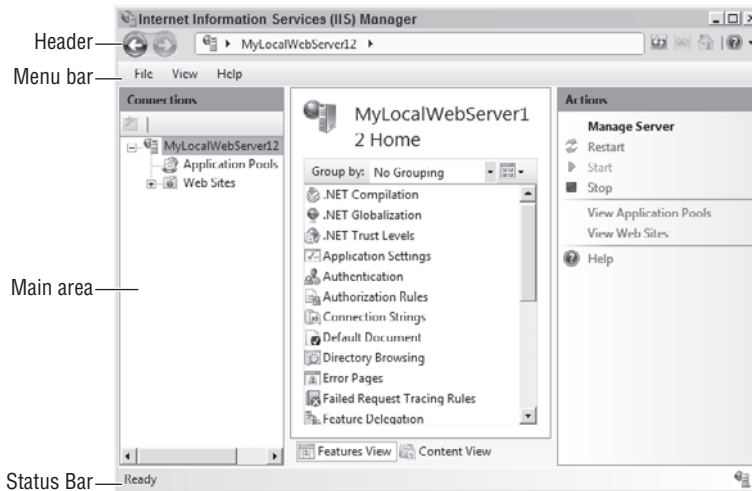 Internet Information Services (IIS) Manager
Header
MyLocalWebServer12
Menu bar
File View Help
Connections
MyLocalWebServer12
Application Pools
Web Sites
Main area
MyLocalWebServer1
2 Home
Group by: No Grouping
.NET Compilation
.NET Globalization
.NET Trust Levels
Application Settings
Authentication
Authorization Rules
Connection Strings
Default Document
Directory Browsing
Error Pages
Failed Request Tracing Rules
Feature Delegation
Features View Content View
Actions
Manage Server
Restart
Start
Stop
View Application Pools
View Web Sites
Help
Status Bar
Ready